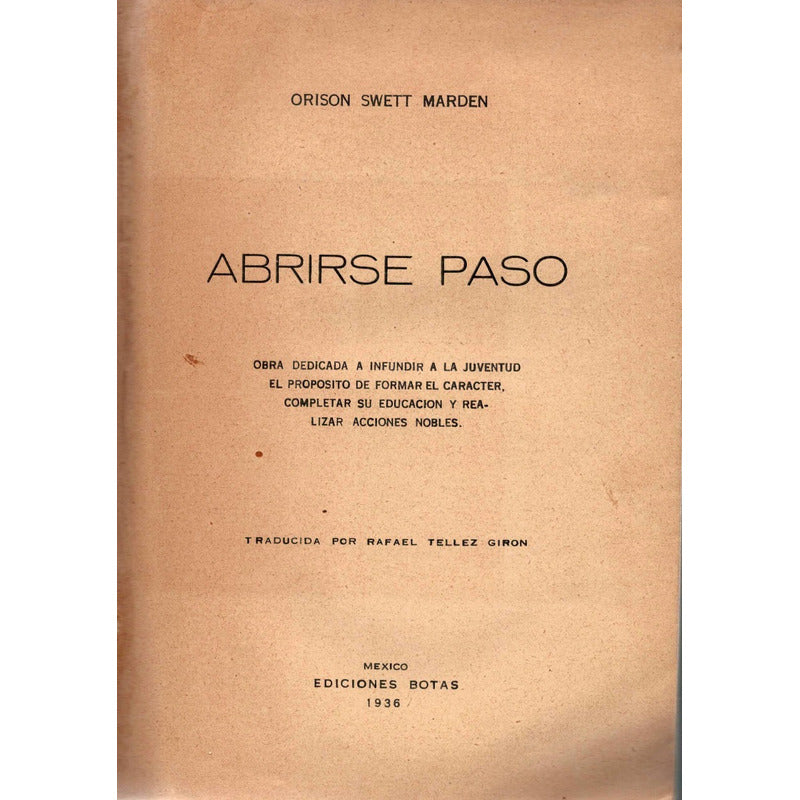 ORISON SWETT MARDEN
ABRIRSE PASO
OBRA DEDICADA A INFUNDIR A LA JUVENTUD
EL PROPOSITO DE FORMAR EL CARACTER,
COMPLETAR SU EDUCACION Y REA-
LIZAR ACCIONES NOBLES.
TRADUCIDA POR RAFAEL TELLEZ GIRON
MEXICO
EDICIONES BOTAS
1936